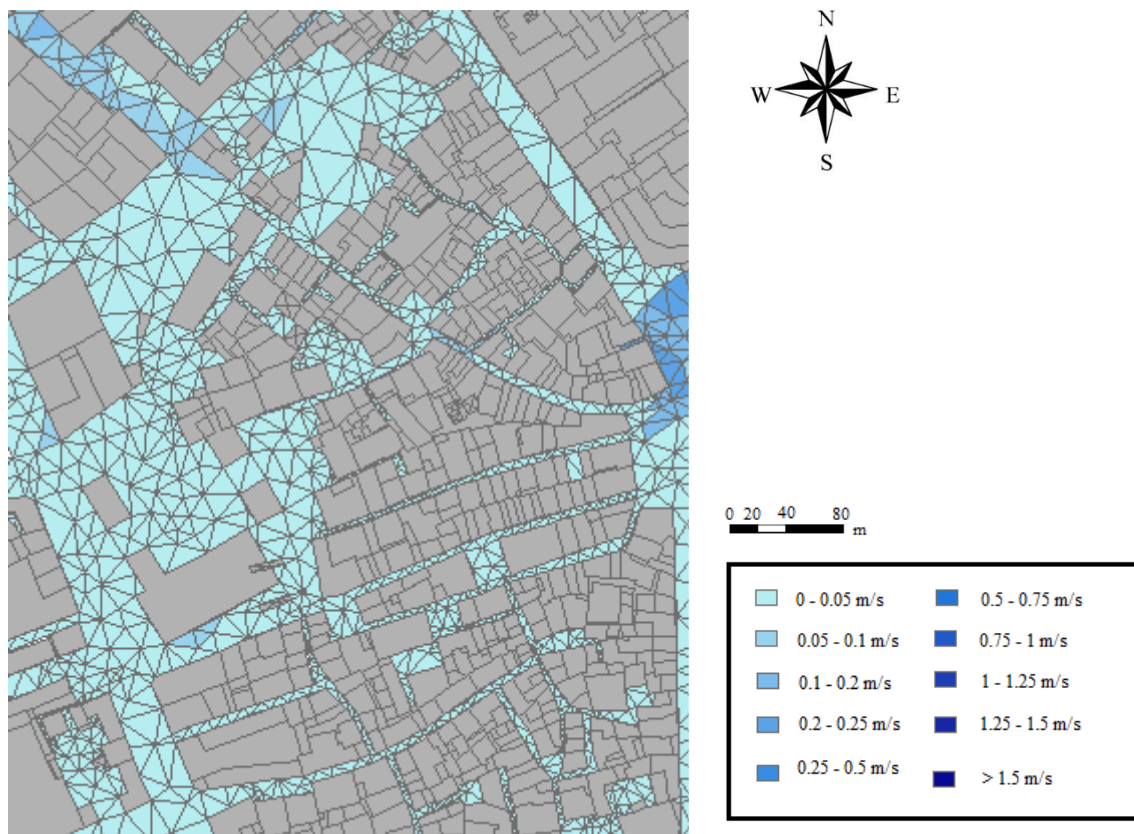 N
W E
S
0 20 40 80 m
0 - 0.05 m/s 0.5 - 0.75 m/s
0.05 - 0.1 m/s 0.75 - 1 m/s
0.1 - 0.2 m/s 1 - 1.25 m/s
0.2 - 0.25 m/s 1.25 - 1.5 m/s
0.25 - 0.5 m/s > 1.5 m/s